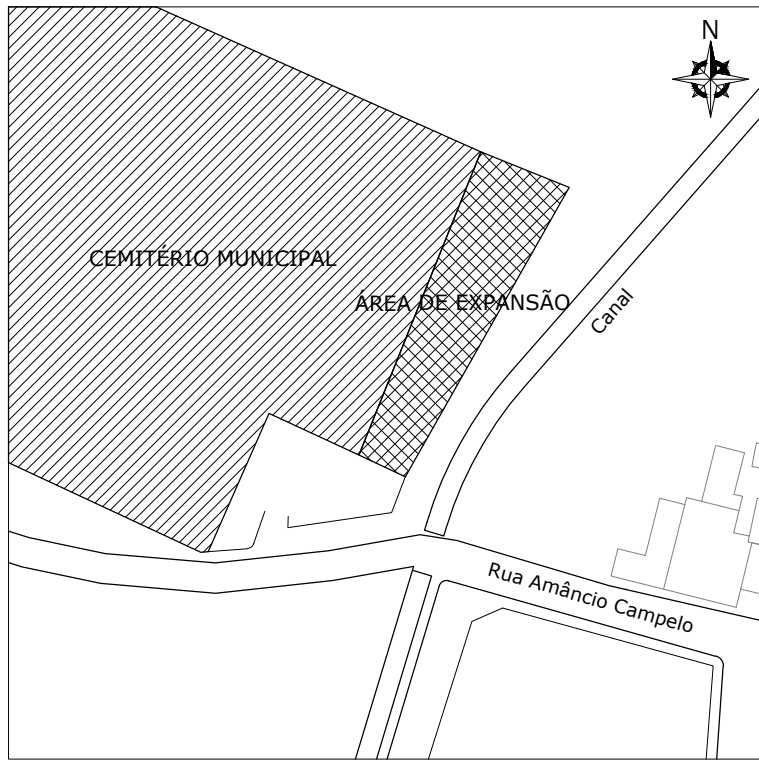 N
CEMITÉRIO MUNICIPAL
ÁREA DE EXPANSÃO
Canal
Rua Amâncio Campelo